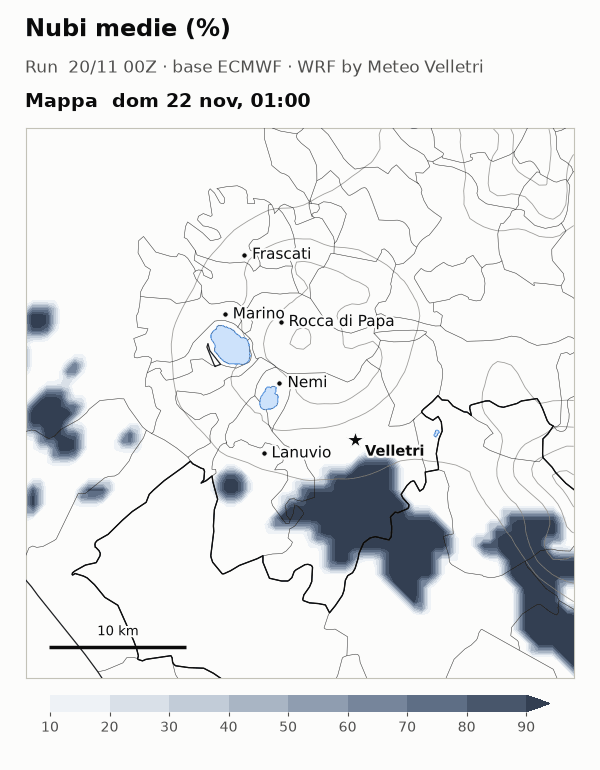 Nubi medie (%)
Run  20/11 00Z · base ECMWF · WRF by Meteo Velletri
Mappa  dom 22 nov, 01:00
Frascati
Marino
Rocca di Papa
Nemi
Velletri
Lanuvio
10 km
10 20 30 40 50 60 70 80 90